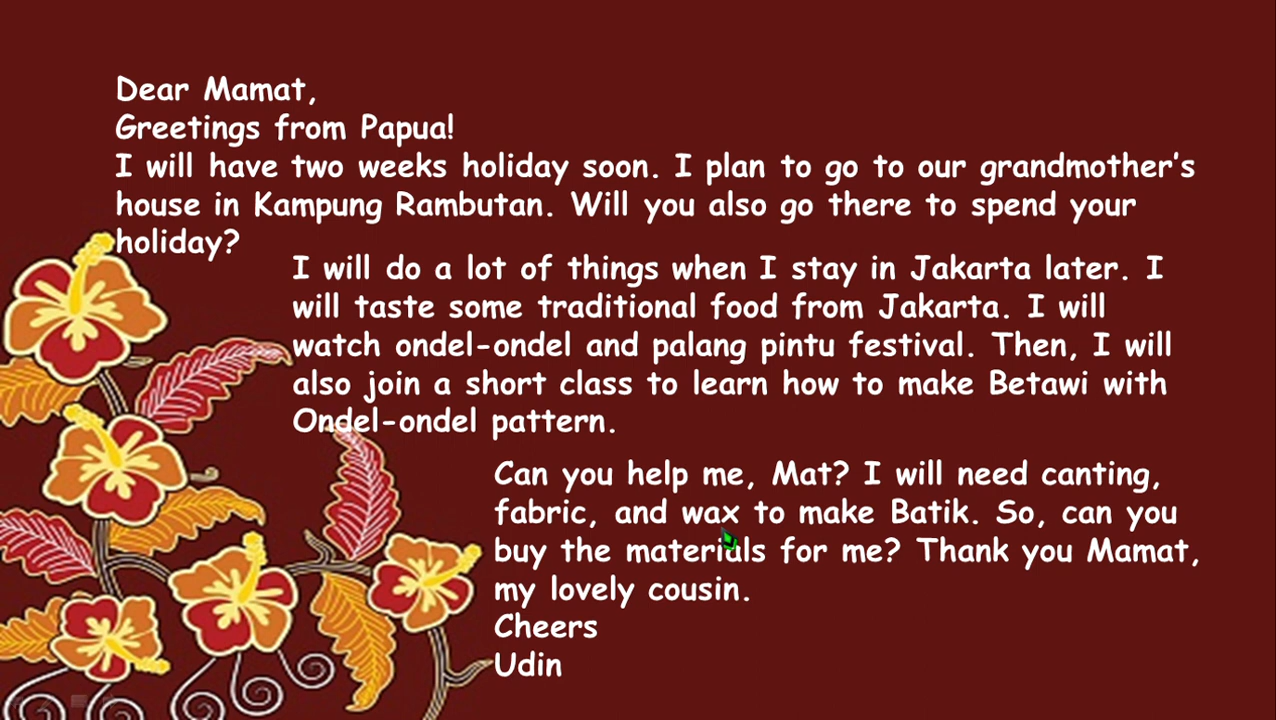 Dear Mamat,
Greetings from Papua!
I will have two weeks holiday soon. I plan to go to our grandmother's
house in Kampung Rambutan. Will you also go there to spend your
holiday?
I will do a lot of things when I stay in Jakarta later. I
will taste some traditional food from Jakarta. I will
watch ondel-ondel and palang pintu festival. Then, I will
also join a short class to learn how to make Betawi with
Ondel-ondel pattern.
Can you help me, Mat? I will need canting,
fabric, and wax to make Batik. So, can you
buy the materials for me? Thank you Mamat,
my lovely cousin.
Cheers
Udin